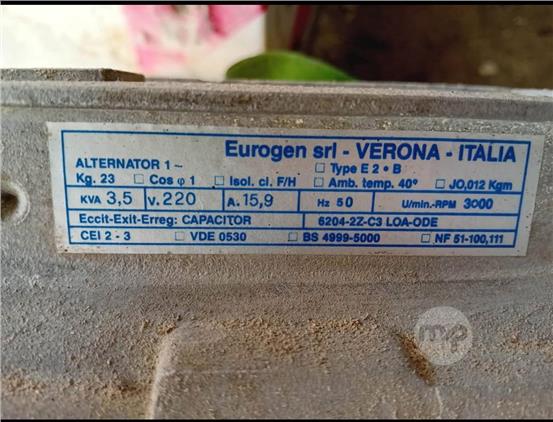 Eurogen srl - VERONA - ITALIA
ALTERNATOR 1~ □ Type E 2 • B
Kg. 23 □ Cos φ 1 □ Isol. cl. F/H □ Amb. temp. 40° □ JO,012 Kgm
KVA 3,5 V. 220 A. 15,9 Hz 50 U/min.-RPM 3000
Eccit-Exit-Erreg: CAPACITOR 6204-2Z-C3 LOA-ODE
CEI 2 - 3 □ VDE 0530 □ BS 4999-5000 □ NF 51-100,111
mp